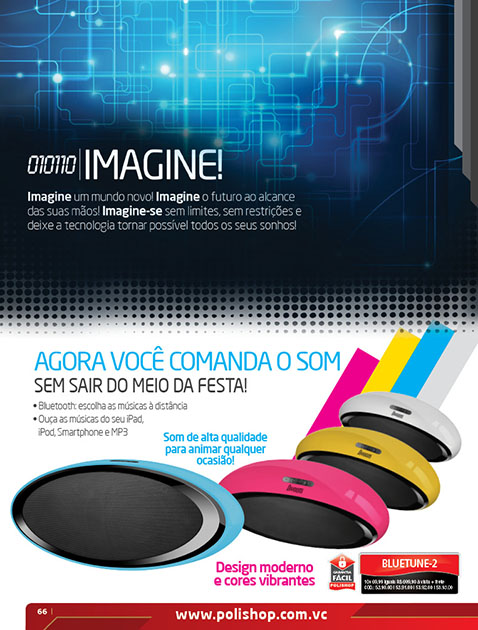 010110 IMAGINE!
Imagine um mundo novo! Imagine o futuro ao alcance
das suas mãos! Imagine-se sem limites, sem restrições e
deixe a tecnologia tornar possível todos os seus sonhos!
AGORA VOCÊ COMANDA O SOM
SEM SAIR DO MEIO DA FESTA!
• Bluetooth: escolha as músicas à distância
• Ouça as músicas do seu iPad,
iPod, Smartphone e MP3
Som de alta qualidade
para animar qualquer
ocasião!
Design moderno
e cores vibrantes
GARANTIA
FÁCIL
POLISHOP
BLUETUNE-2
66
www.polishop.com.vc